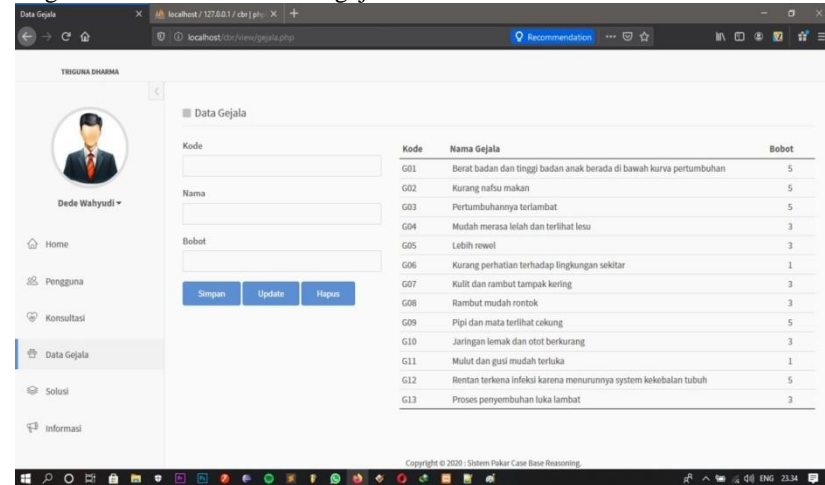 Data Gejala
localhost / 127.0.0.1 / cbr | php
localhost/cbr/view/gejala.php
Recommendation
TRIGUNA DHARMA
Dede Wahyudi
Home
Pengguna
Konsultasi
Data Gejala
Solusi
Informasi
Data Gejala
Kode
Nama
Bobot
Simpan Update Hapus
Kode Nama Gejala Bobot
G01 Berat badan dan tinggi badan anak berada di bawah kurva pertumbuhan 5
G02 Kurang nafsu makan 5
G03 Pertumbuhannya terlambat 5
G04 Mudah merasa lelah dan terlihat lesu 3
G05 Lebih rewel 3
G06 Kurang perhatian terhadap lingkungan sekitar 1
G07 Kulit dan rambut tampak kering 3
G08 Rambut mudah rontok 3
G09 Pipi dan mata terlihat cekung 5
G10 Jaringan lemak dan otot berkurang 3
G11 Mulut dan gusi mudah terluka 1
G12 Rentan terkena infeksi karena menurunnya system kekebalan tubuh 5
G13 Proses penyembuhan luka lambat 3
Copyright © 2020 : Sistem Pakar Case Base Reasoning.
ENG 23.34